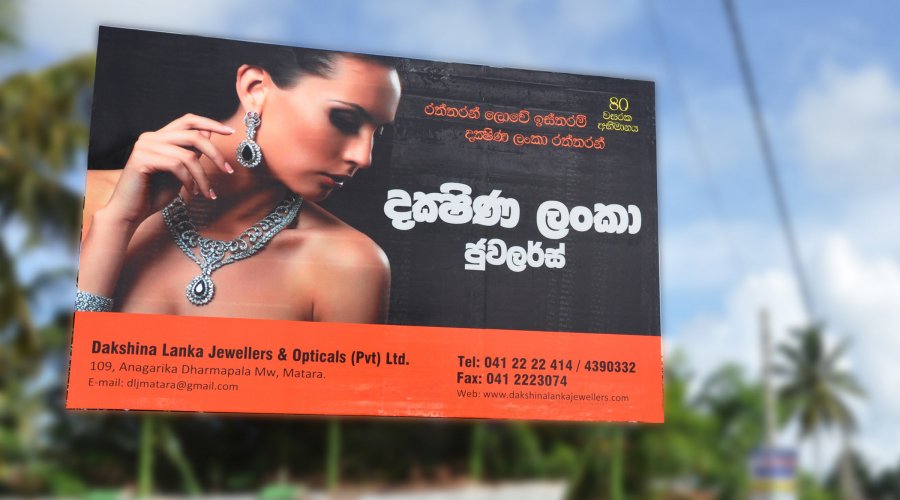 රත්තරන් ලොවේ ඉස්තරම්
දක්ෂිණ ලංකා රත්තරන්
80
වසරක
අභිමානය
දක්ෂිණ ලංකා
ජුවලර්ස්
Dakshina Lanka Jewellers & Opticals (Pvt) Ltd.
109, Anagarika Dharmapala Mw, Matara.
E-mail: dljmatara@gmail.com
Tel: 041 22 22 414 / 4390332
Fax: 041 2223074
Web: www.dakshinalankajewellers.com